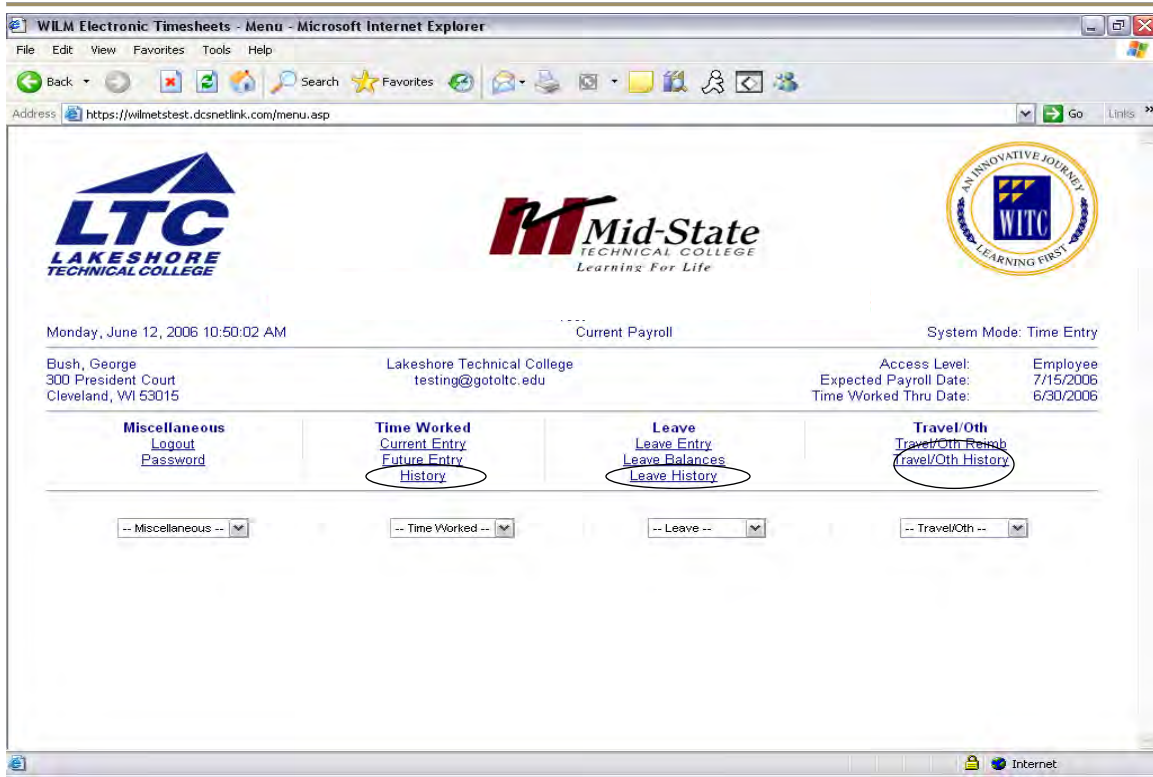 WILM Electronic Timesheets - Menu - Microsoft Internet Explorer
File Edit View Favorites Tools Help
Back Search Favorites
Address https://wilmetstest.dcsnetlink.com/menu.asp Go Links »
LTC
LAKESHORE
TECHNICAL COLLEGE
Mid-State
TECHNICAL COLLEGE
Learning For Life
AN INNOVATIVE JOURNEY
WITC
LEARNING FIRST
Monday, June 12, 2006 10:50:02 AM Current Payroll System Mode: Time Entry
Bush, George Lakeshore Technical College Access Level: Employee
300 President Court testing@gotoltc.edu Expected Payroll Date: 7/15/2006
Cleveland, WI 53015 Time Worked Thru Date: 6/30/2006
Miscellaneous Time Worked Leave Travel/Oth
Logout Current Entry Leave Entry Travel/Oth Reimb
Password Future Entry Leave Balances Travel/Oth History
History Leave History
-- Miscellaneous -- -- Time Worked -- -- Leave -- -- Travel/Oth --
Internet